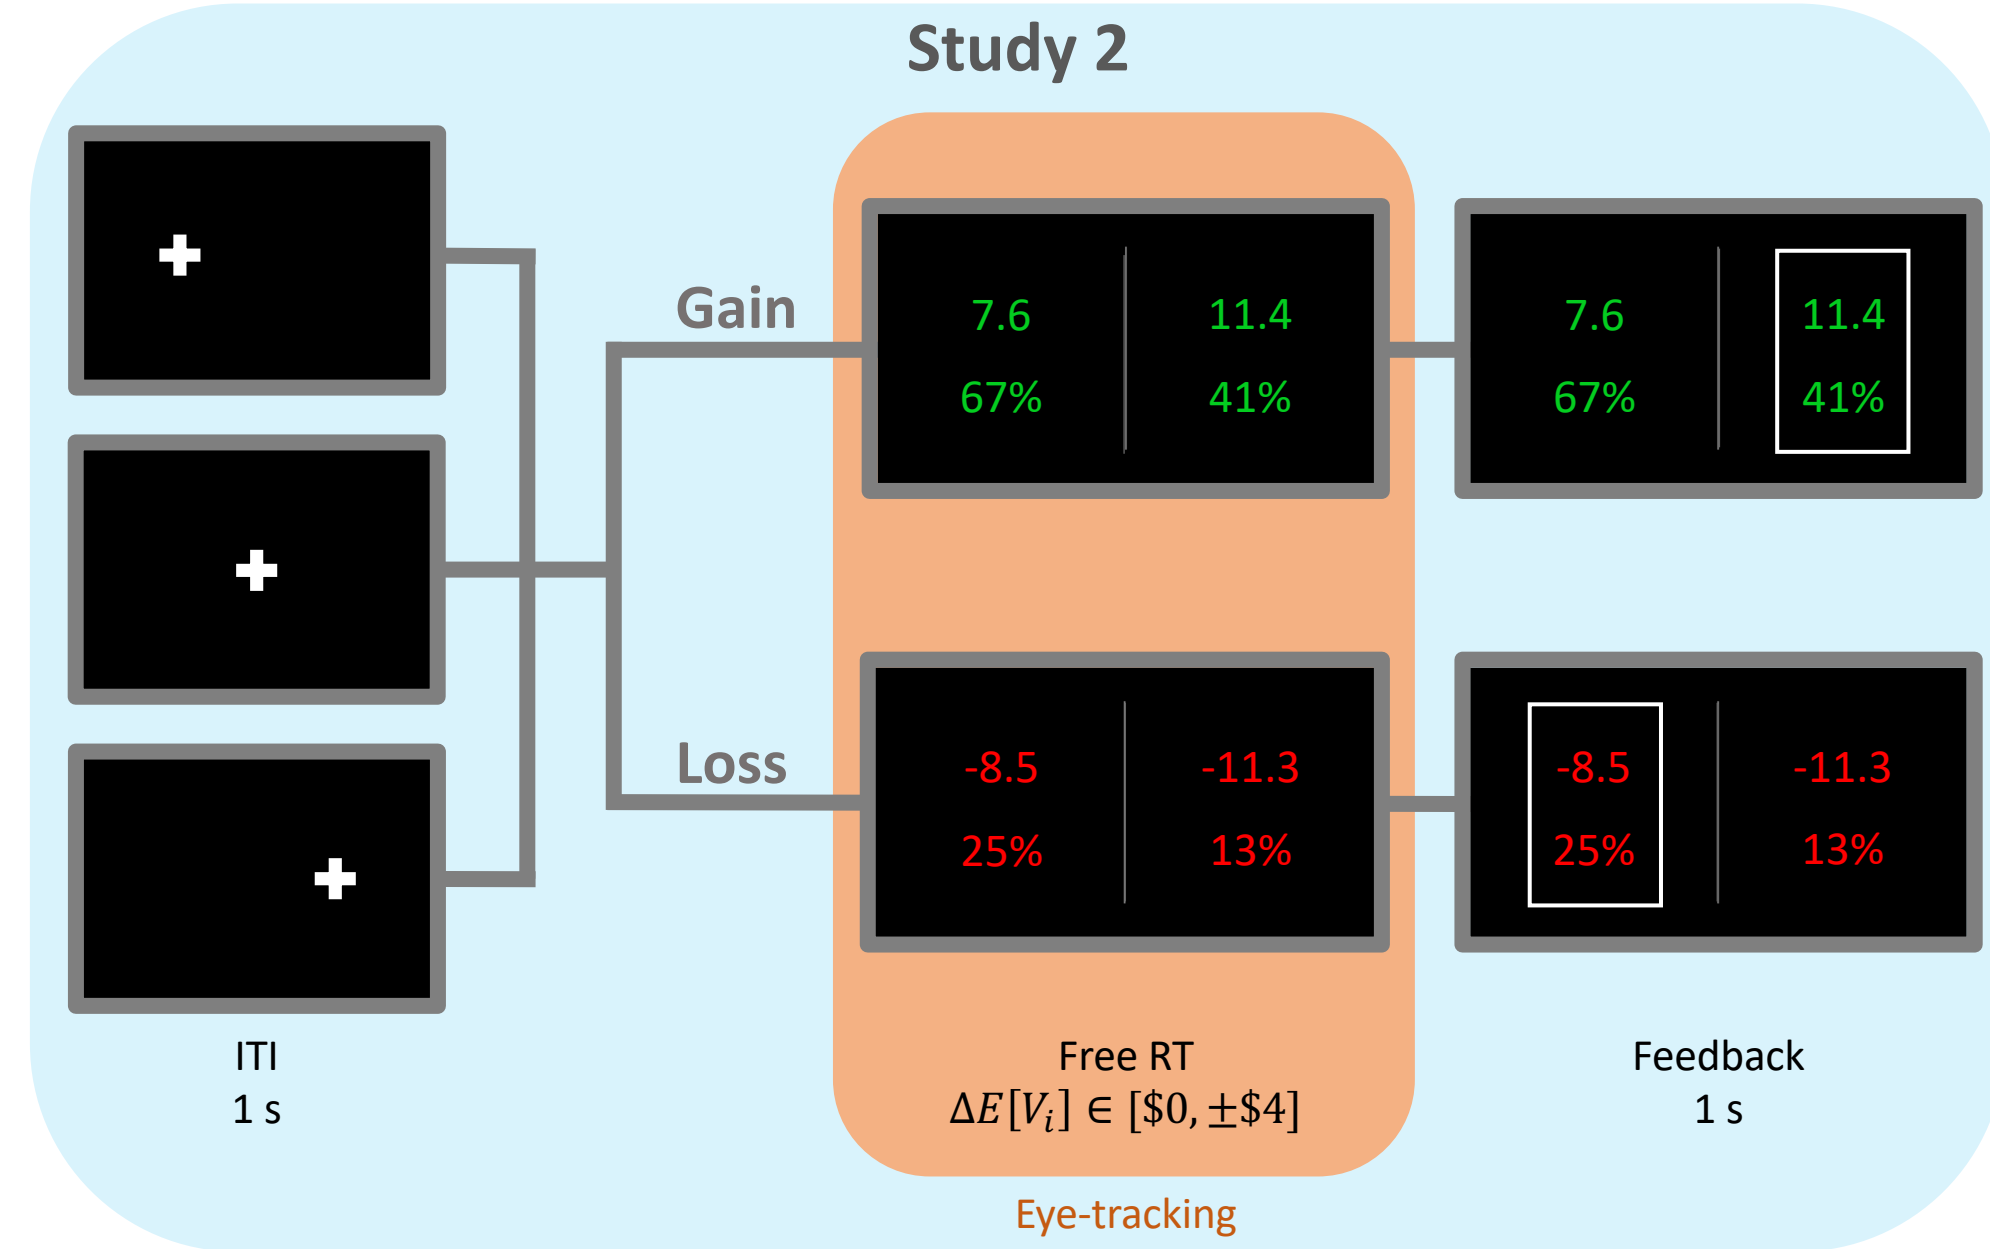 Study 2
Gain
7.6 11.4
67% 41%
7.6 11.4
67% 41%
Loss
-8.5 -11.3
25% 13%
-8.5 -11.3
25% 13%
ITI
1 s
Free RT
ΔE[Vᵢ] ∈ [$0, ±$4]
Feedback
1 s
Eye-tracking